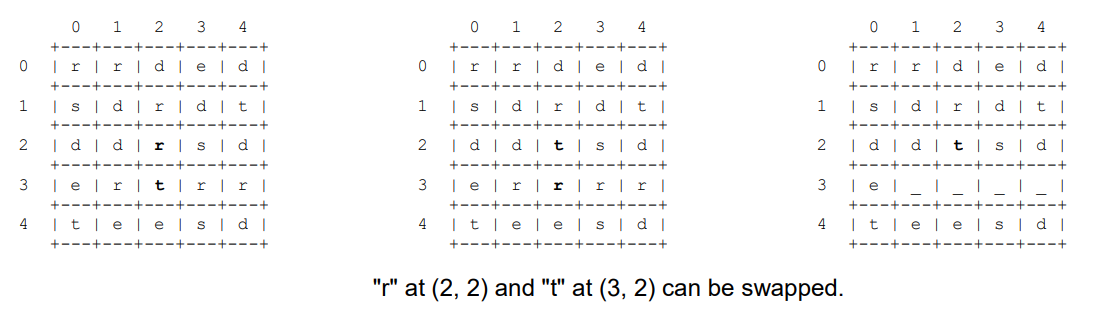 0 1 2 3 4 0 1 2 3 4 0 1 2 3 4
+---+---+---+---+---+ +---+---+---+---+---+ +---+---+---+---+---+
0 | r | r | d | e | d | 0 | r | r | d | e | d | 0 | r | r | d | e | d |
+---+---+---+---+---+ +---+---+---+---+---+ +---+---+---+---+---+
1 | s | d | r | d | t | 1 | s | d | r | d | t | 1 | s | d | r | d | t |
+---+---+---+---+---+ +---+---+---+---+---+ +---+---+---+---+---+
2 | d | d | r | s | d | 2 | d | d | t | s | d | 2 | d | d | t | s | d |
+---+---+---+---+---+ +---+---+---+---+---+ +---+---+---+---+---+
3 | e | r | t | r | r | 3 | e | r | r | r | r | 3 | e | _ | _ | _ | _ |
+---+---+---+---+---+ +---+---+---+---+---+ +---+---+---+---+---+
4 | t | e | e | s | d | 4 | t | e | e | s | d | 4 | t | e | e | s | d |
+---+---+---+---+---+ +---+---+---+---+---+ +---+---+---+---+---+
"r" at (2, 2) and "t" at (3, 2) can be swapped.